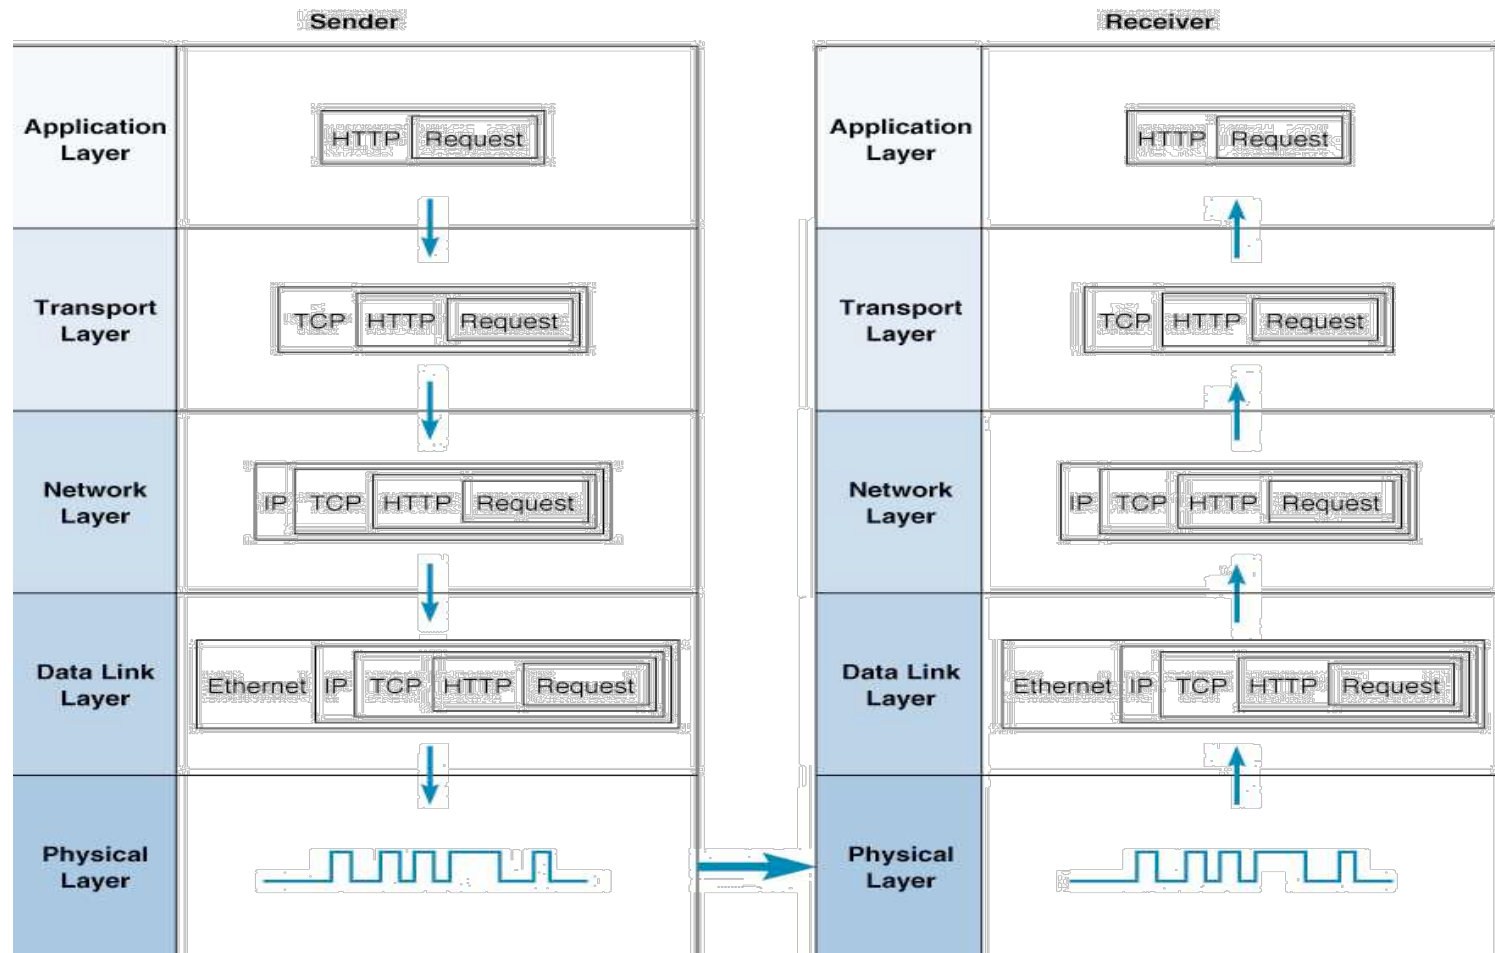 Sender
Application
Layer
HTTP Request
Transport
Layer
TCP HTTP Request
Network
Layer
IP TCP HTTP Request
Data Link
Layer
Ethernet IP TCP HTTP Request
Physical
Layer
Receiver
Application
Layer
HTTP Request
Transport
Layer
TCP HTTP Request
Network
Layer
IP TCP HTTP Request
Data Link
Layer
Ethernet IP TCP HTTP Request
Physical
Layer